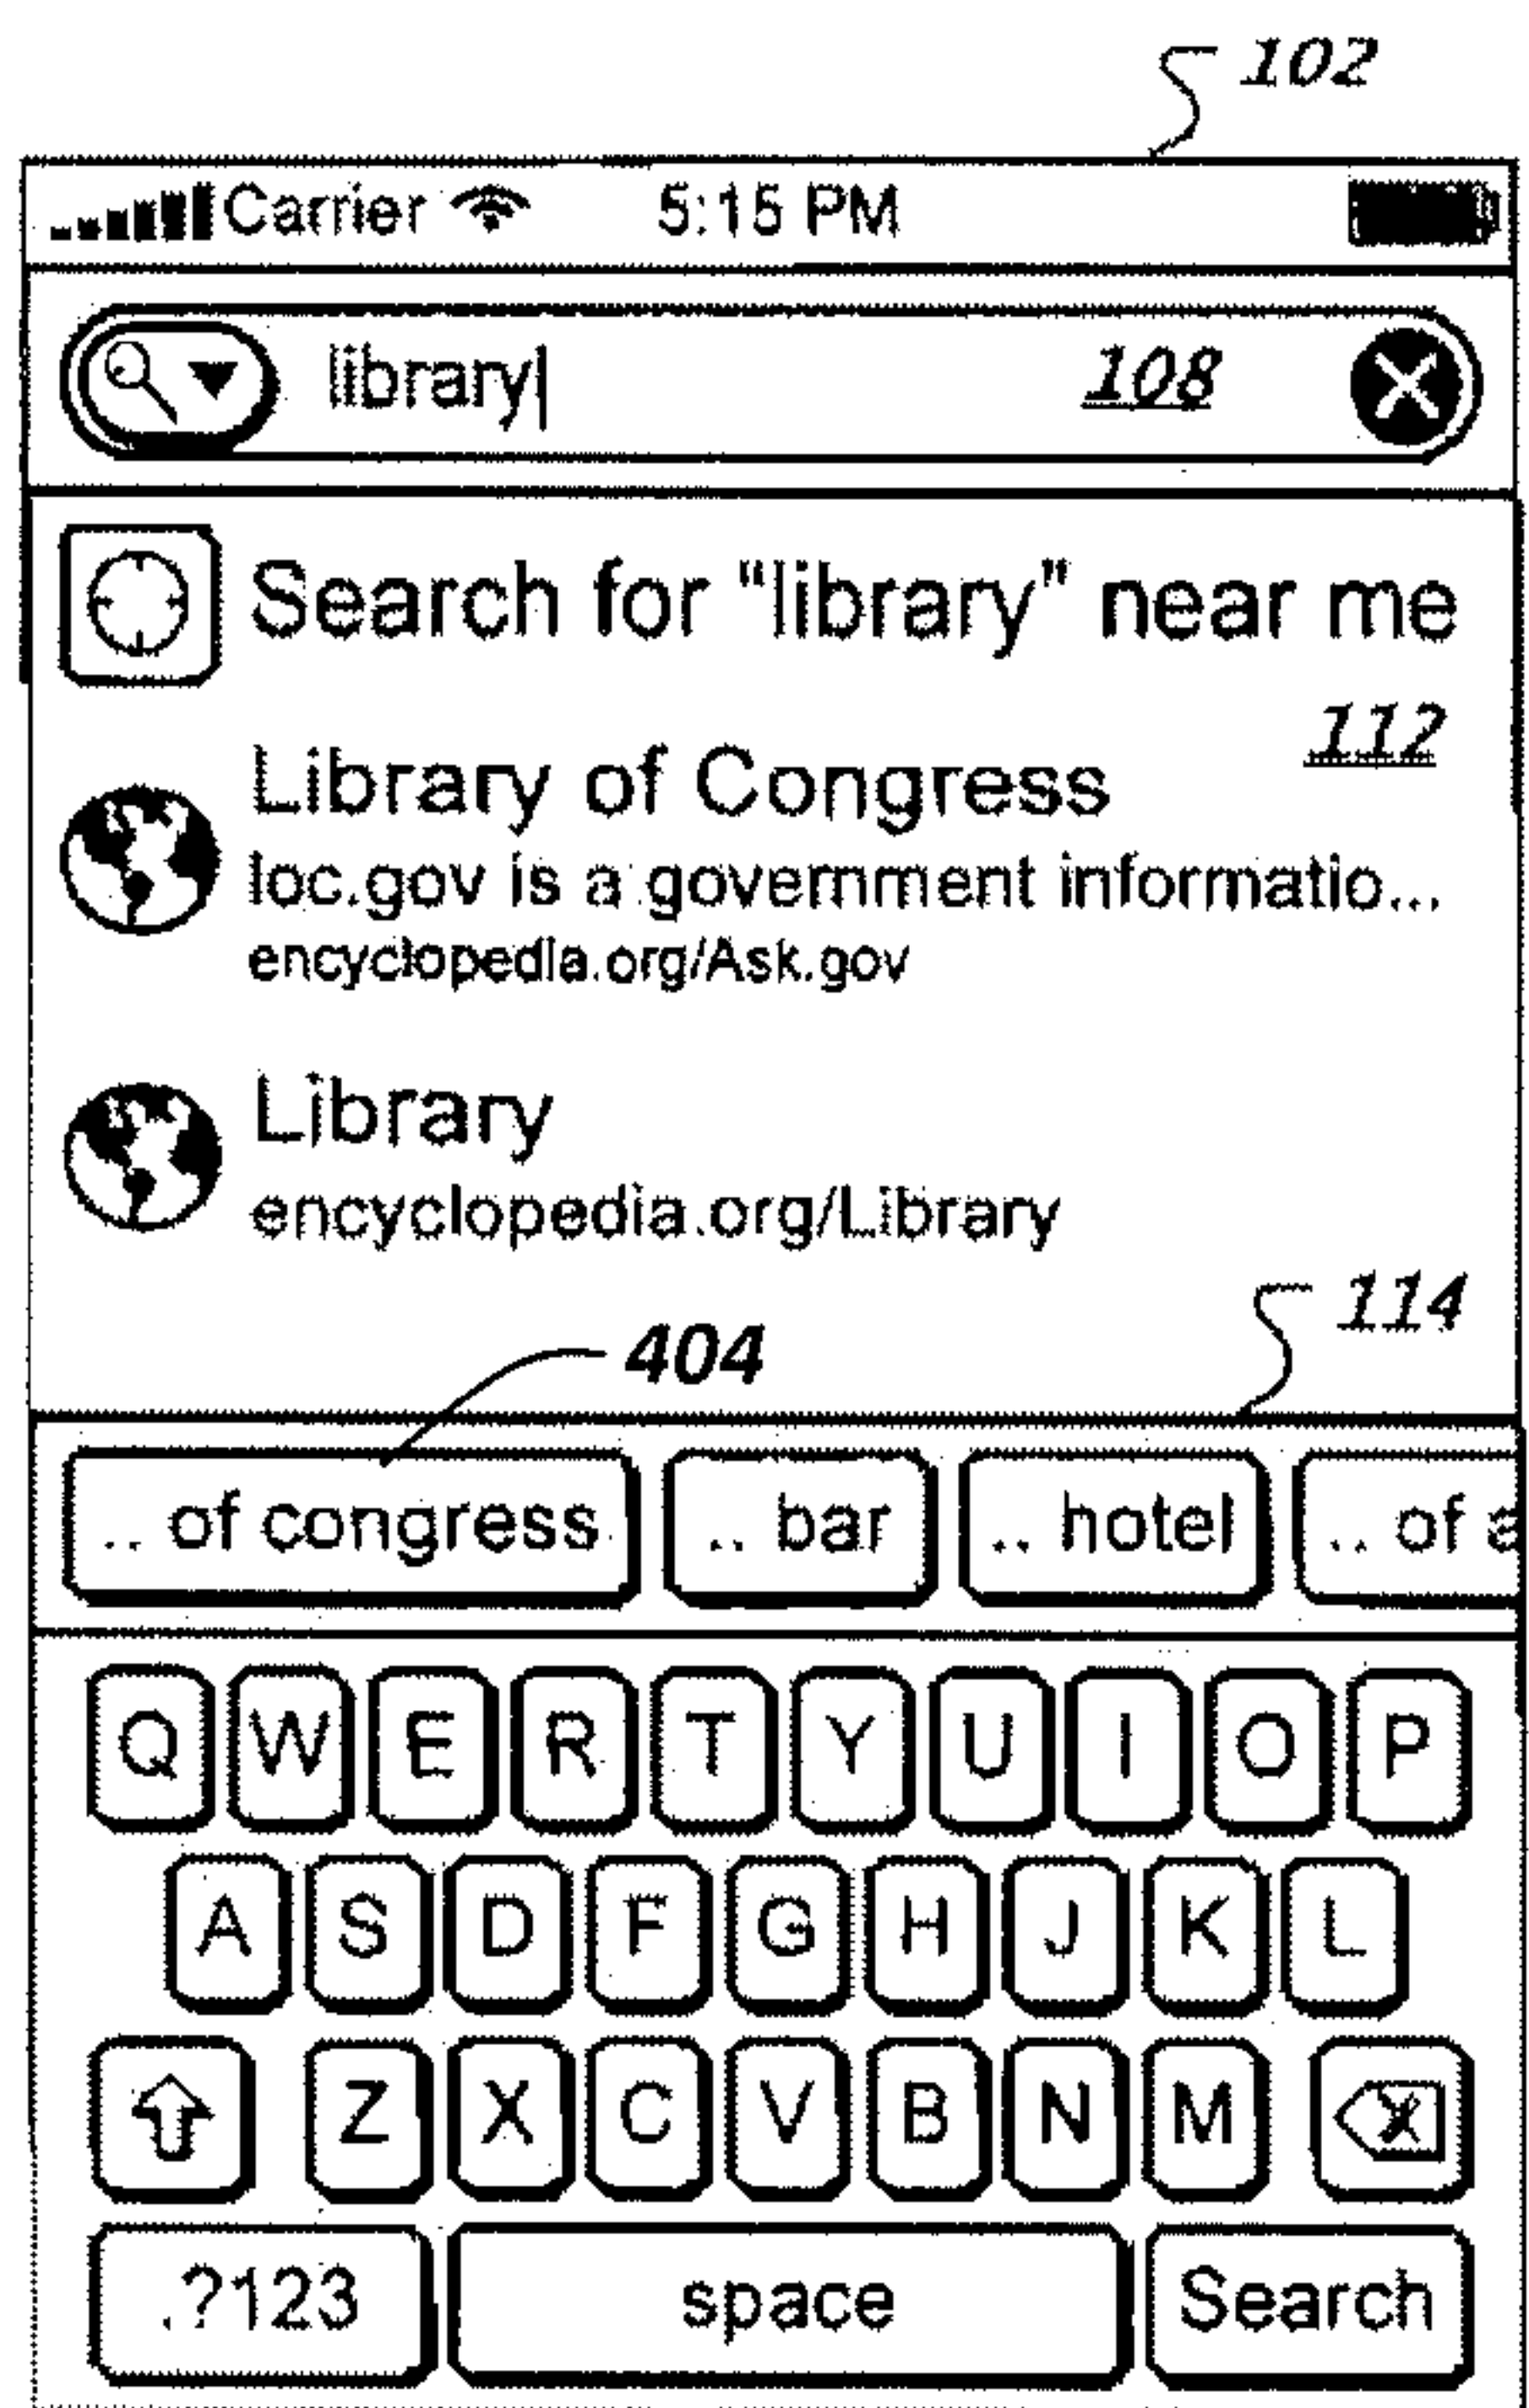 102
Carrier 5:15 PM
library 108
Search for "library" near me
112
Library of Congress
loc.gov is a government informatio...
encyclopedia.org/Ask.gov
Library
encyclopedia.org/Library
114
404
.. of congress .. bar .. hotel .. of a
Q W E R T Y U I O P
A S D F G H J K L
Z X C V B N M X
.?123 space Search